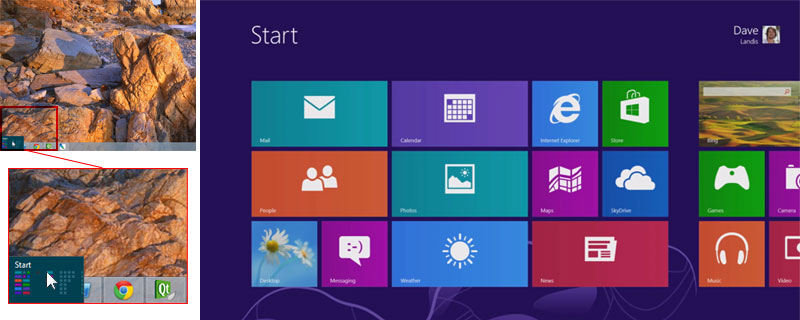 Start
Dave
Landis
Mail
Calendar
Internet Explorer
Store
Bing
People
Photos
Maps
SkyDrive
Games
Camera
Desktop
Messaging
Weather
News
Music
Video
Start
Qt